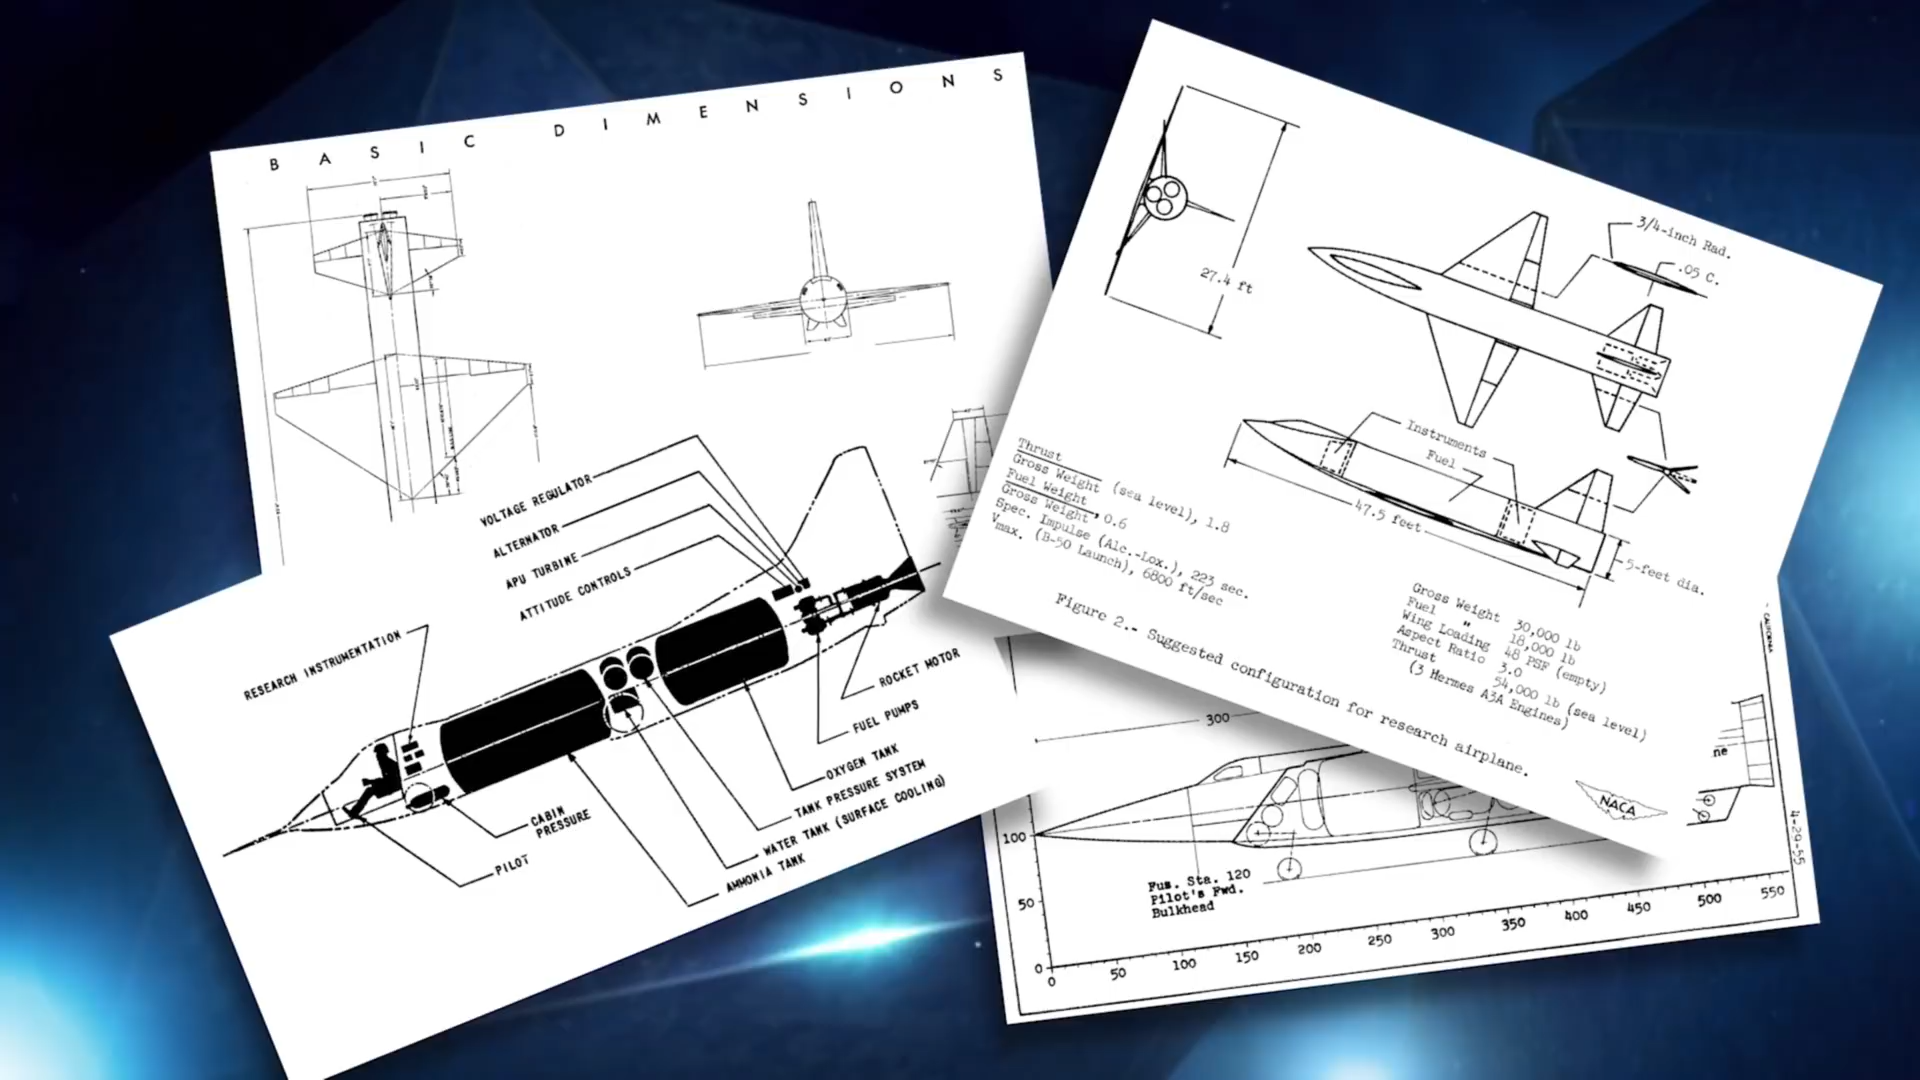 BASIC DIMENSIONS
27.4 ft
3/4-inch Rad.
.05 C.
Instruments
Fuel
47.5 feet
5-feet dia.
Thrust
Gross Weight (sea level), 1.8
Fuel Weight
Gross Weight, 0.6
Spec. Impulse (Alc.-Lox.), 223 sec.
Vmax. (B-50 Launch), 6800 ft/sec
Gross Weight 30,000 lb
Fuel " 18,000 lb
Wing Loading 48 PSF (empty)
Aspect Ratio 3.0
Thrust 54,000 lb (sea level)
(3 Hermes A3A Engines)
Figure 2.- Suggested configuration for research airplane.
NACA
VOLTAGE REGULATOR
ALTERNATOR
APU TURBINE
ATTITUDE CONTROLS
RESEARCH INSTRUMENTATION
ROCKET MOTOR
FUEL PUMPS
OXYGEN TANK
TANK PRESSURE SYSTEM
WATER TANK (SURFACE COOLING)
AMMONIA TANK
CABIN
PRESSURE
PILOT
CALIFORNIA
300
ne
4-29-55
Fus. Sta. 120
Pilot's Fwd.
Bulkhead
100
50
0
0 50 100 150 200 250 300 350 400 450 500 550